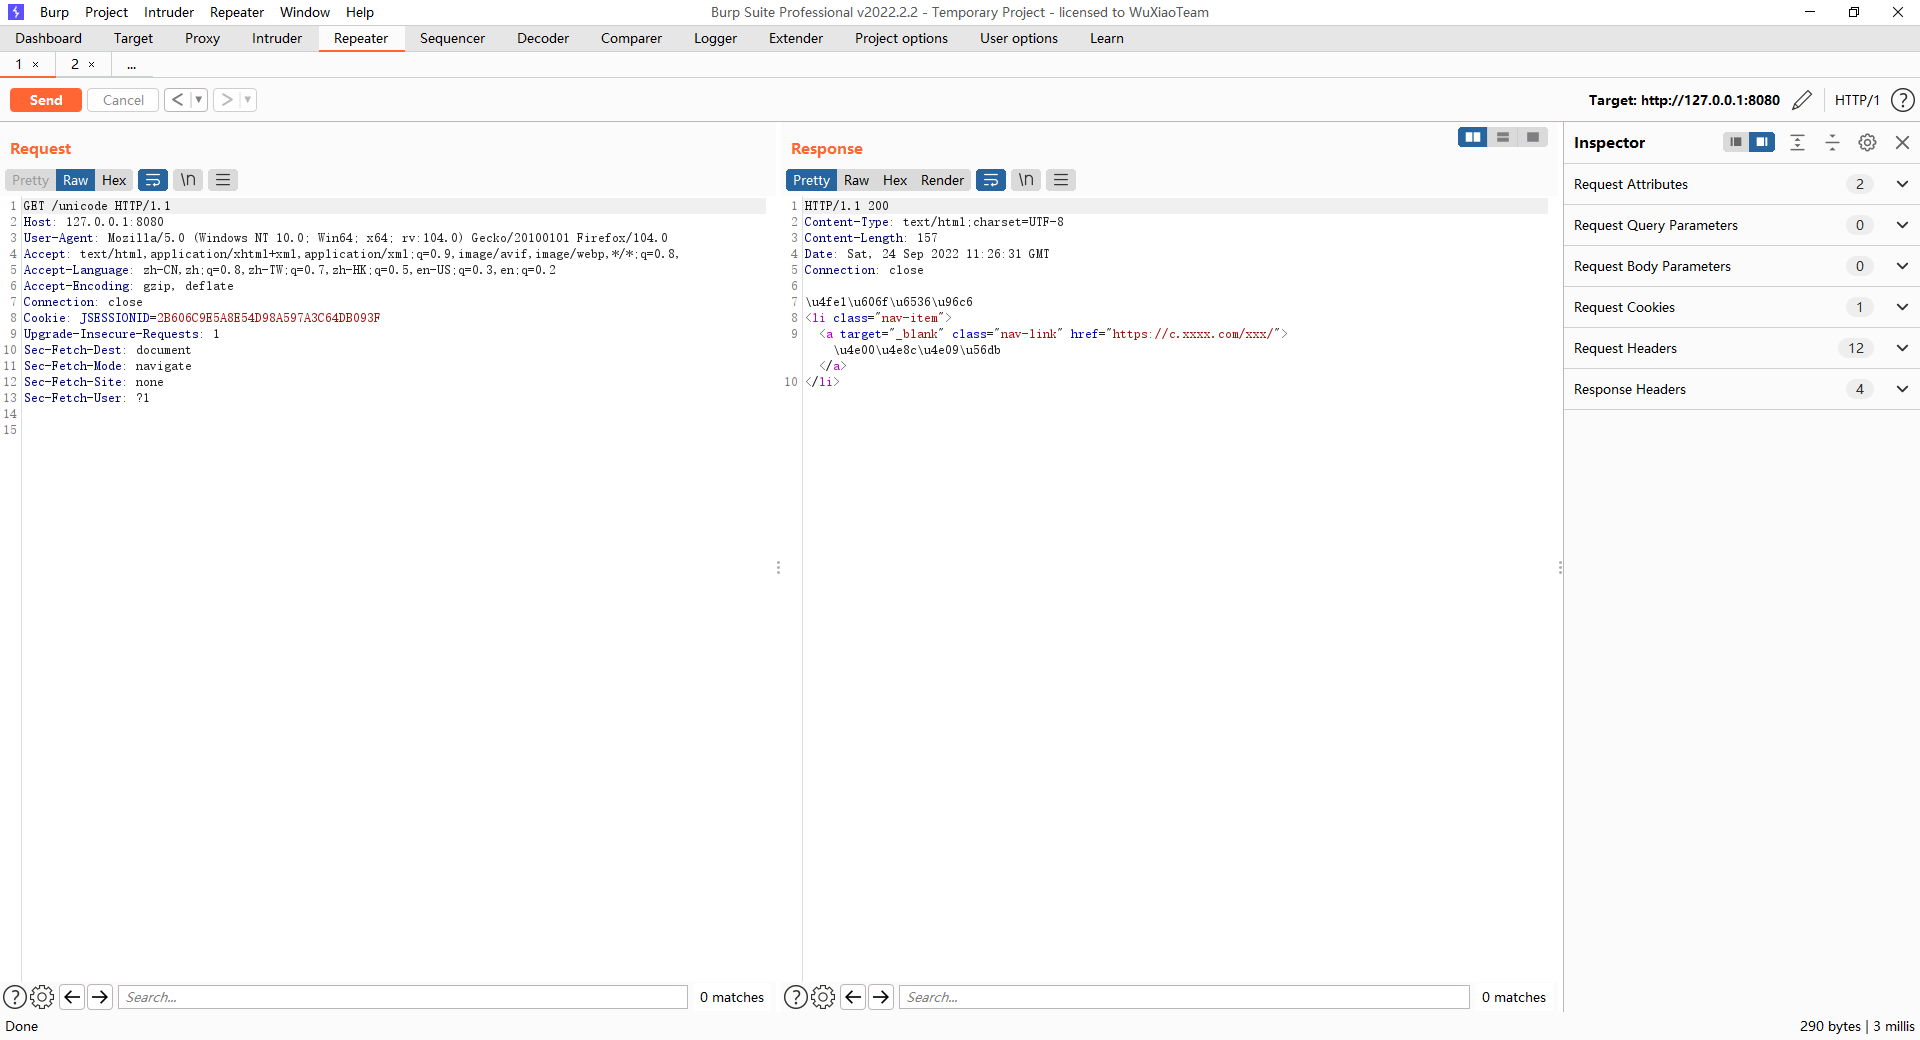 Burp Project Intruder Repeater Window Help Burp Suite Professional v2022.2.2 - Temporary Project - licensed to WuXiaoTeam
Dashboard Target Proxy Intruder Repeater Sequencer Decoder Comparer Logger Extender Project options User options Learn
1 × 2 × ...
Send Cancel < > Target: http://127.0.0.1:8080 HTTP/1 ?
Request
Pretty Raw Hex \n
1 GET /unicode HTTP/1.1
2 Host: 127.0.0.1:8080
3 User-Agent: Mozilla/5.0 (Windows NT 10.0; Win64; x64; rv:104.0) Gecko/20100101 Firefox/104.0
4 Accept: text/html,application/xhtml+xml,application/xml;q=0.9,image/avif,image/webp,*/*;q=0.8,
5 Accept-Language: zh-CN,zh;q=0.8,zh-TW;q=0.7,zh-HK;q=0.5,en-US;q=0.3,en;q=0.2
6 Accept-Encoding: gzip, deflate
7 Connection: close
8 Cookie: JSESSIONID=2B606C9E5A8E54D98A597A3C64DB093F
9 Upgrade-Insecure-Requests: 1
10 Sec-Fetch-Dest: document
11 Sec-Fetch-Mode: navigate
12 Sec-Fetch-Site: none
13 Sec-Fetch-User: ?1
14
15
? Search... 0 matches
Response
Pretty Raw Hex Render \n
1 HTTP/1.1 200
2 Content-Type: text/html;charset=UTF-8
3 Content-Length: 157
4 Date: Sat, 24 Sep 2022 11:26:31 GMT
5 Connection: close
6
7 \u4fe1\u606f\u6536\u96c6
8 <li class="nav-item">
9 <a target="_blank" class="nav-link" href="https://c.xxxx.com/xxx/">
\u4e00\u4e8c\u4e09\u56db
</a>
10 </li>
? Search... 0 matches
Inspector
Request Attributes 2
Request Query Parameters 0
Request Body Parameters 0
Request Cookies 1
Request Headers 12
Response Headers 4
Done 290 bytes | 3 millis